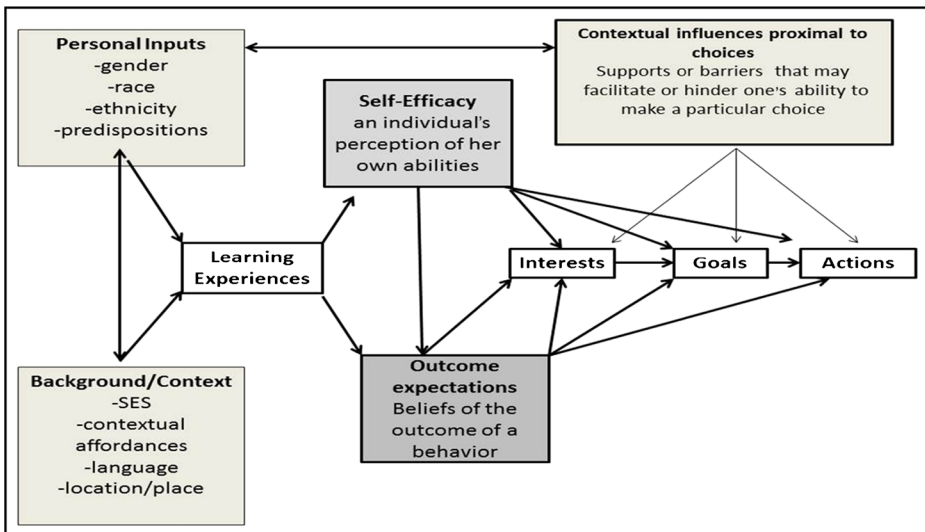 Personal Inputs
-gender
-race
-ethnicity
-predispositions
Contextual influences proximal to
choices
Supports or barriers that may
facilitate or hinder one's ability to
make a particular choice
Self-Efficacy
an individual's
perception of her
own abilities
Learning
Experiences
Interests
Goals
Actions
Background/Context
-SES
-contextual
affordances
-language
-location/place
Outcome
expectations
Beliefs of the
outcome of a
behavior